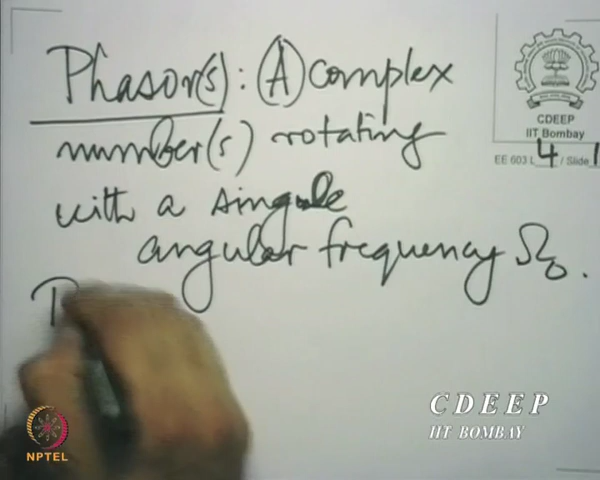 Phasor(s): (A) complex
number(s) rotating
with a single
angular frequency Ω₀.
CDEEP
IIT Bombay
EE 603 L 4 / Slide 1
CDEEP
IIT BOMBAY
NPTEL